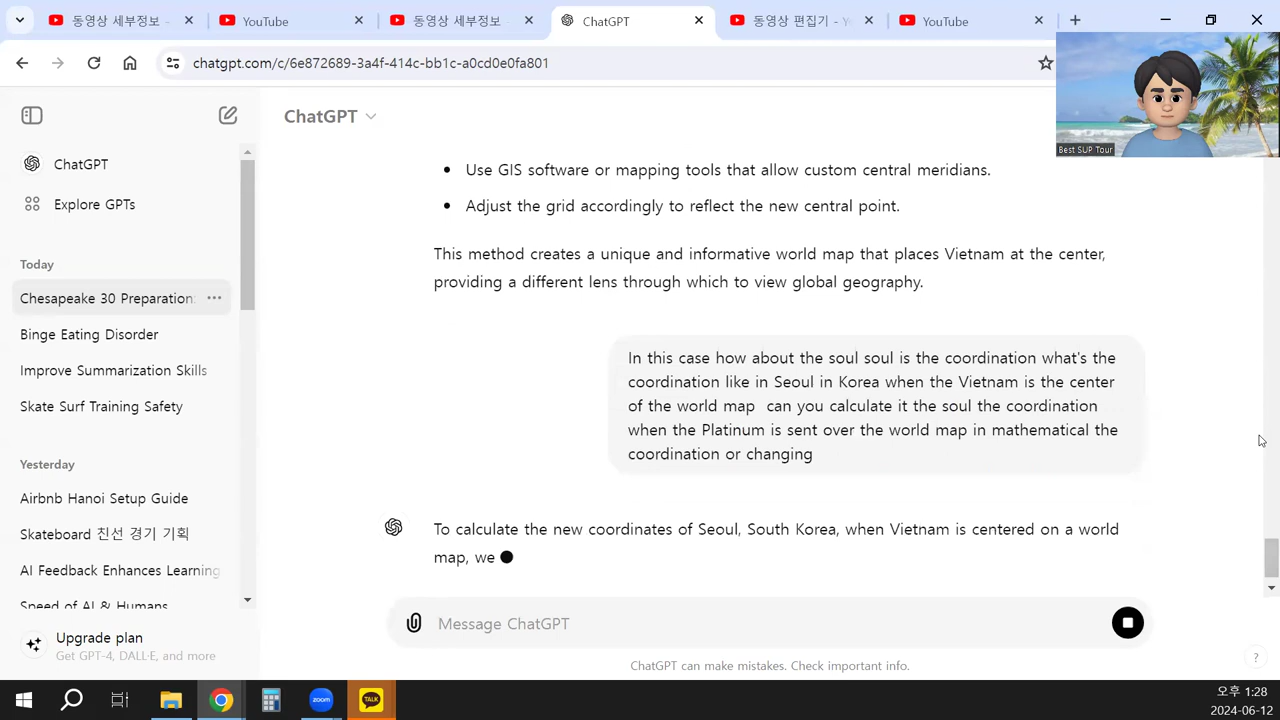 동영상 세부정보
YouTube
동영상 세부정보
ChatGPT
동영상 편집기 - Y
YouTube
chatgpt.com/c/6e872689-3a4f-414c-bb1c-a0cd0e0fa801
Best SUP Tour
ChatGPT
Explore GPTs
Today
Chesapeake 30 Preparation
Binge Eating Disorder
Improve Summarization Skills
Skate Surf Training Safety
Yesterday
Airbnb Hanoi Setup Guide
Skateboard 친선 경기 기획
AI Feedback Enhances Learning
Speed of AI & Humans
Upgrade plan
Get GPT-4, DALL·E, and more
ChatGPT
• Use GIS software or mapping tools that allow custom central meridians.
• Adjust the grid accordingly to reflect the new central point.
This method creates a unique and informative world map that places Vietnam at the center,
providing a different lens through which to view global geography.
In this case how about the soul soul is the coordination what's the
coordination like in Seoul in Korea when the Vietnam is the center
of the world map can you calculate it the soul the coordination
when the Platinum is sent over the world map in mathematical the
coordination or changing
To calculate the new coordinates of Seoul, South Korea, when Vietnam is centered on a world
map, we
Message ChatGPT
ChatGPT can make mistakes. Check important info.
?
zoom
TALK
오후 1:28
2024-06-12